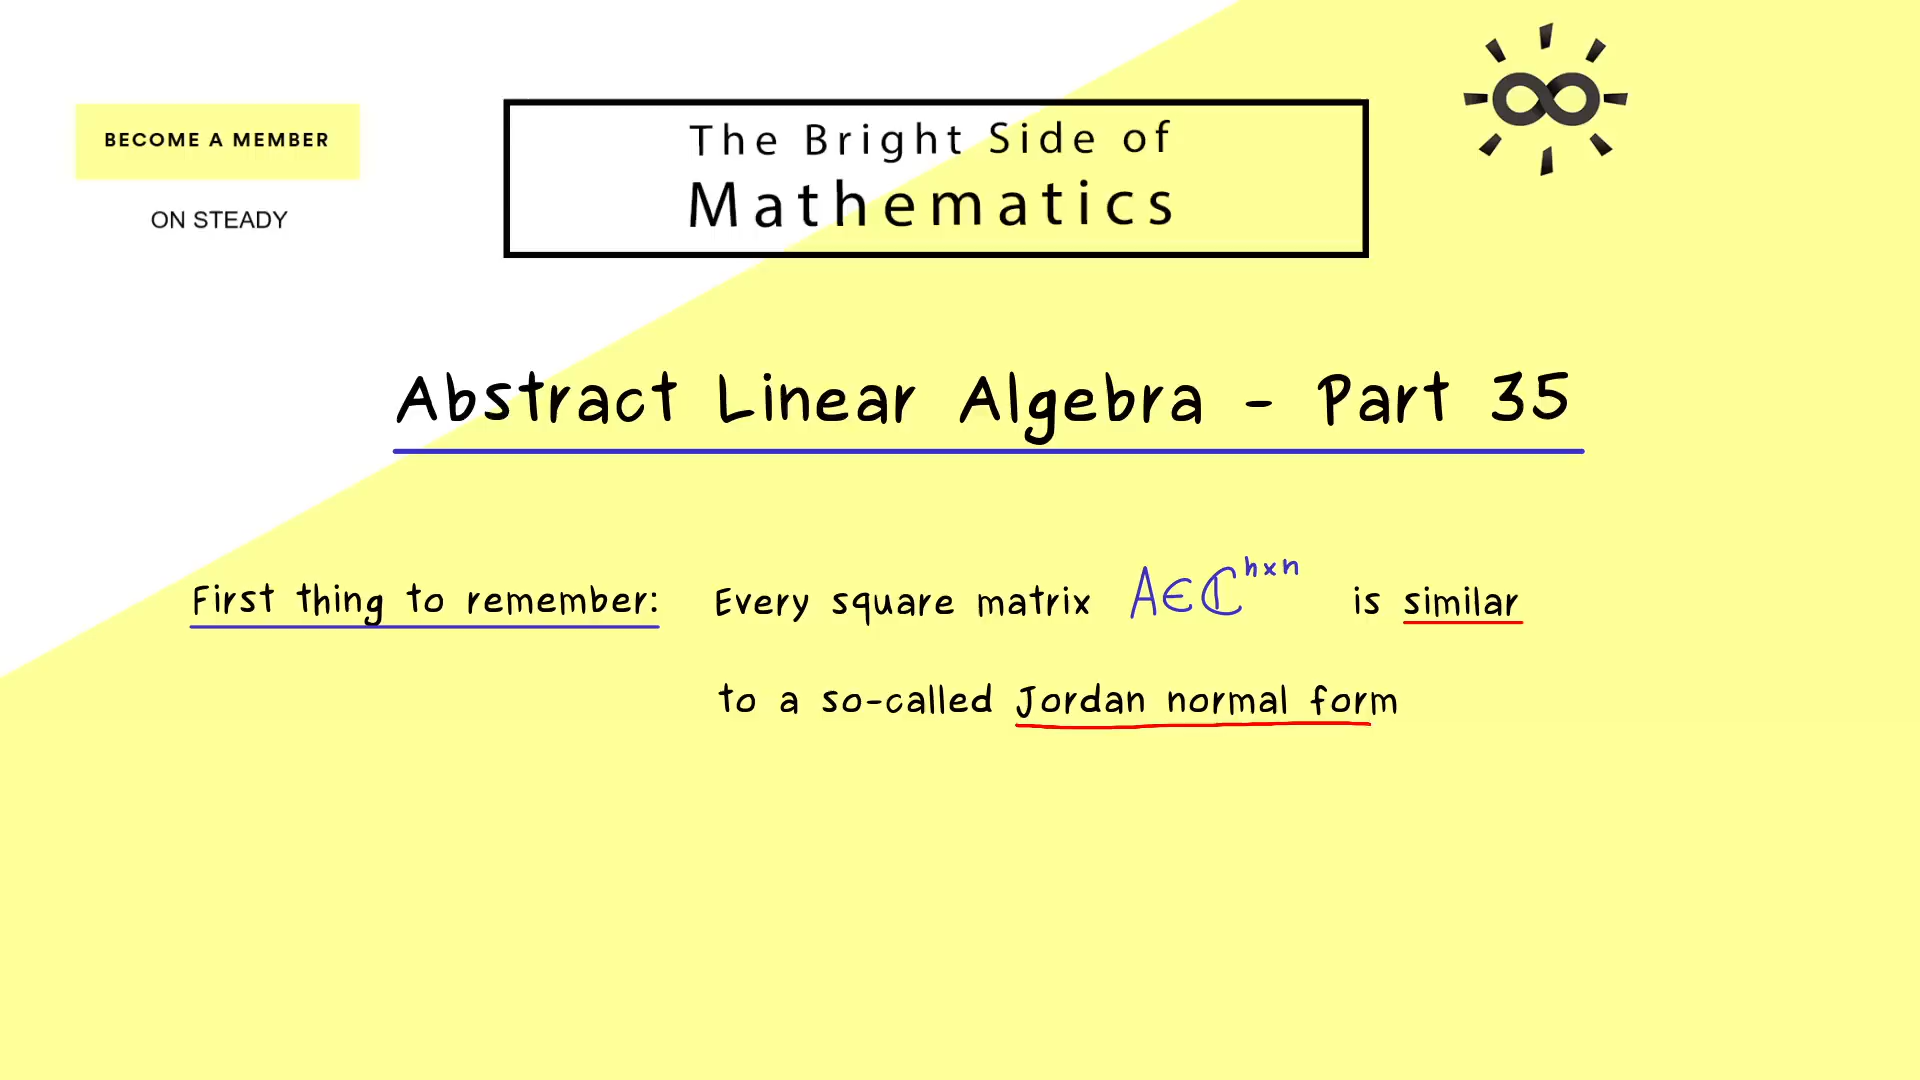 BECOME A MEMBER
ON STEADY
The Bright Side of
Mathematics
Abstract Linear Algebra - Part 35
First thing to remember: Every square matrix A∈ℂⁿˣⁿ is similar
to a so-called Jordan normal form